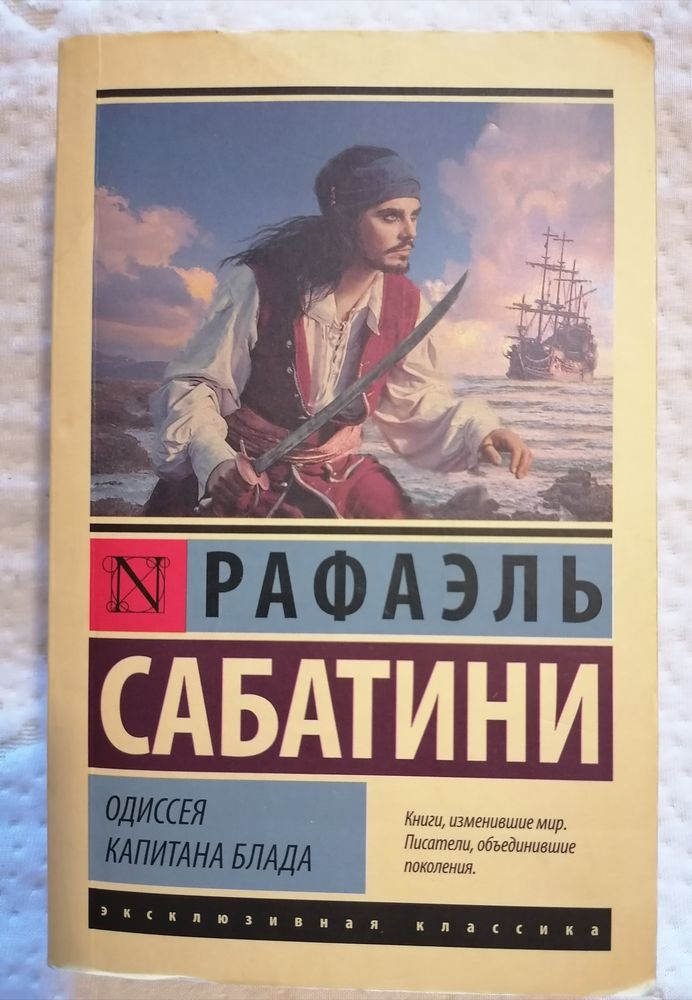 N РАФАЭЛЬ
САБАТИНИ
ОДИССЕЯ
КАПИТАНА БЛАДА
Книги, изменившие мир.
Писатели, объединившие
поколения.
эксклюзивная классика